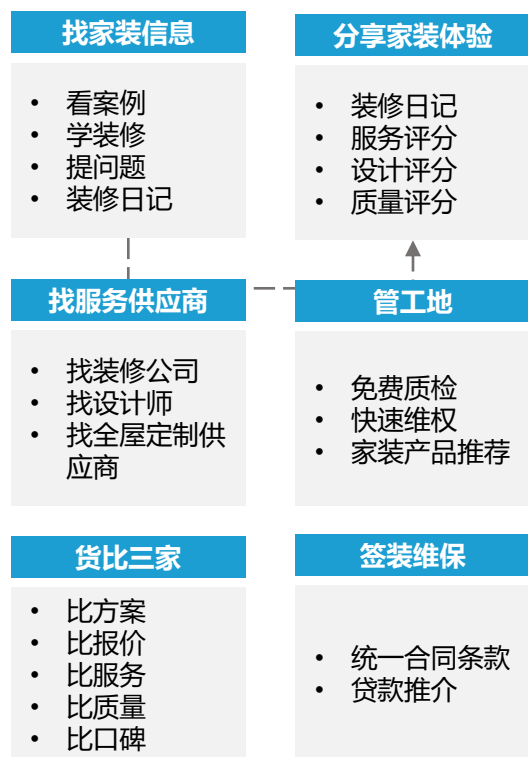 找家装信息
• 看案例
• 学装修
• 提问题
• 装修日记
分享家装体验
• 装修日记
• 服务评分
• 设计评分
• 质量评分
找服务供应商
• 找装修公司
• 找设计师
• 找全屋定制供
应商
管工地
• 免费质检
• 快速维权
• 家装产品推荐
货比三家
• 比方案
• 比报价
• 比服务
• 比质量
• 比口碑
签装维保
• 统一合同条款
• 贷款推介